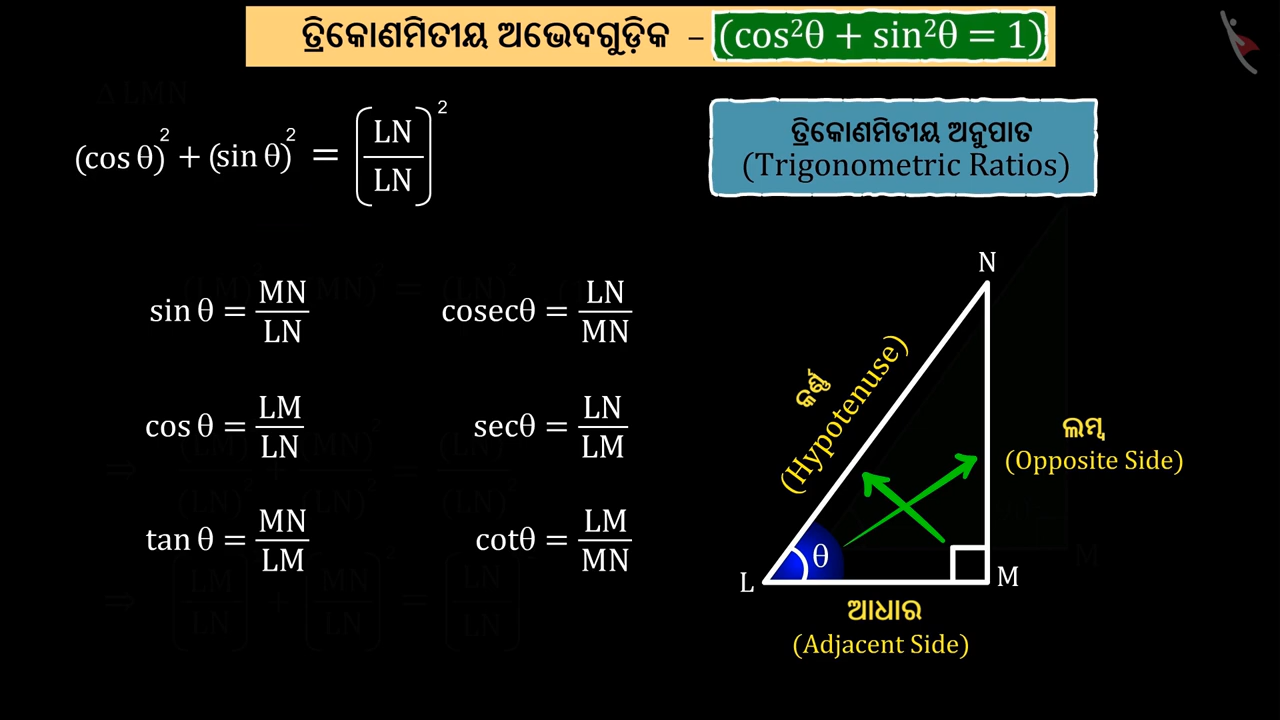 ତ୍ରିକୋଣମିତୀୟ ଅଭେଦଗୁଡ଼ିକ – (cos²θ + sin²θ = 1)
(cos θ)² + (sin θ)² = (LN/LN)²
ତ୍ରିକୋଣମିତୀୟ ଅନୁପାତ
(Trigonometric Ratios)
sin θ = MN/LN
cosecθ = LN/MN
cos θ = LM/LN
secθ = LN/LM
tan θ = MN/LM
cotθ = LM/MN
N
କର୍ଣ୍ଣ
(Hypotenuse)
ଲମ୍ବ
(Opposite Side)
θ
L
M
ଆଧାର
(Adjacent Side)